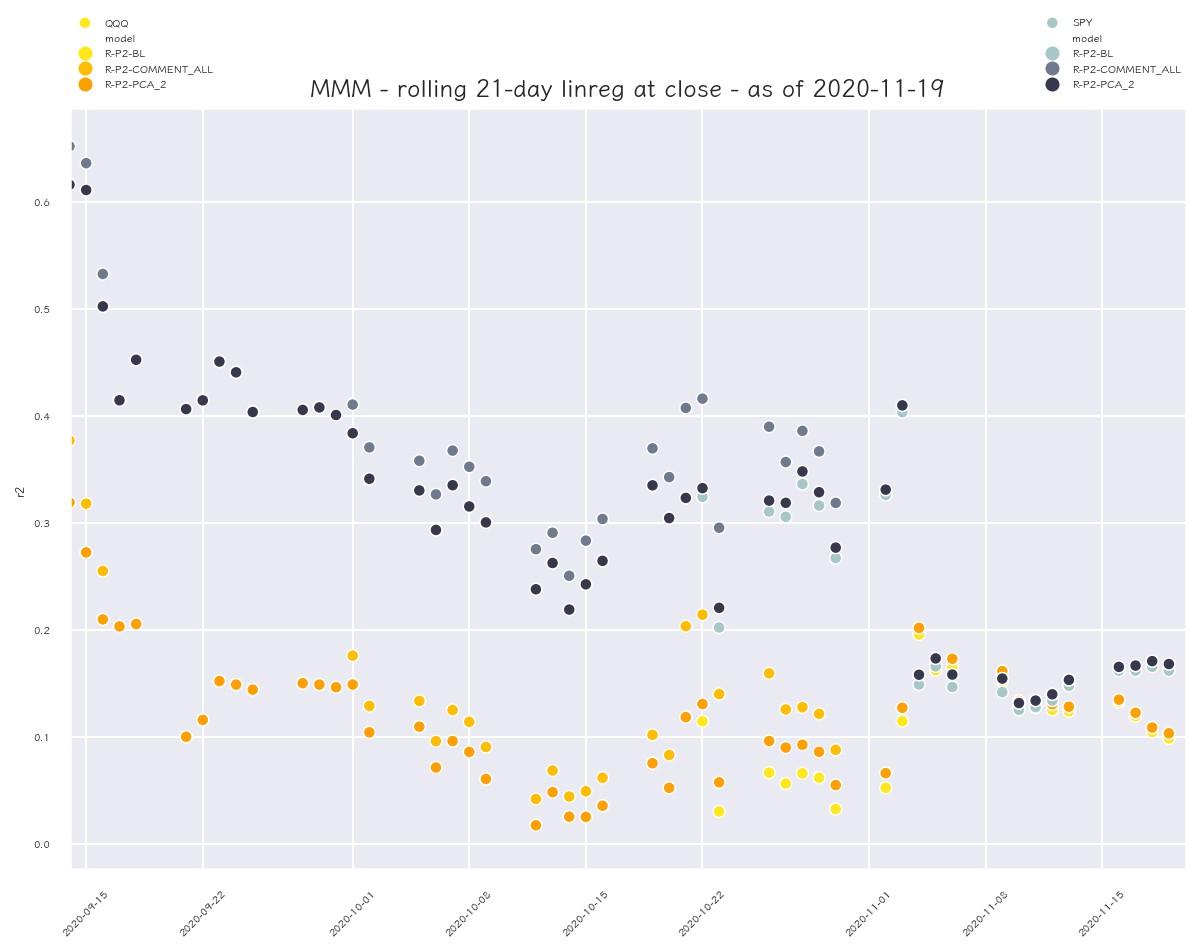 QQQ
model
R-P2-BL
R-P2-COMMENT_ALL
R-P2-PCA_2
SPY
model
R-P2-BL
R-P2-COMMENT_ALL
R-P2-PCA_2
MMM - rolling 21-day linreg at close - as of 2020-11-19
r2
0.6
0.5
0.4
0.3
0.2
0.1
0.0
2020-09-15
2020-09-22
2020-10-01
2020-10-08
2020-10-15
2020-10-22
2020-11-01
2020-11-08
2020-11-15